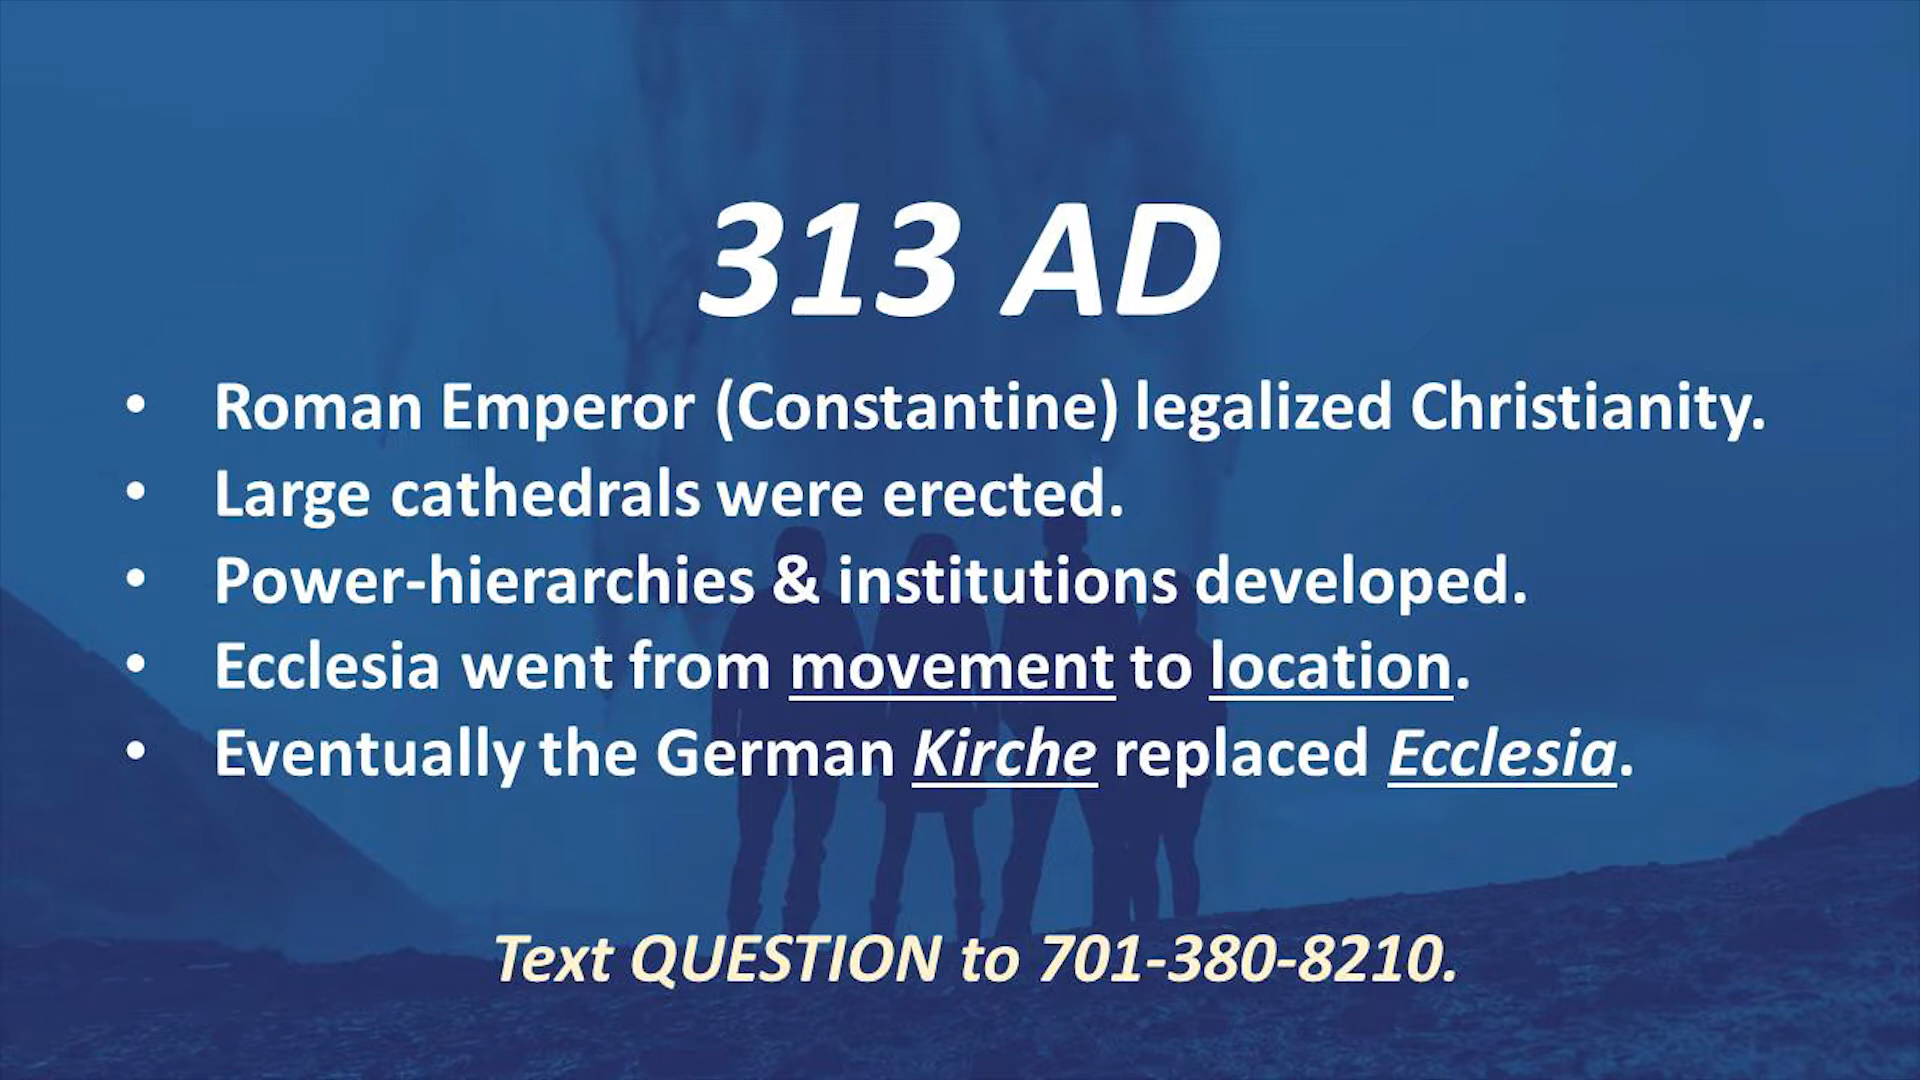 313 AD
• Roman Emperor (Constantine) legalized Christianity.
• Large cathedrals were erected.
• Power-hierarchies & institutions developed.
• Ecclesia went from movement to location.
• Eventually the German Kirche replaced Ecclesia.
Text QUESTION to 701-380-8210.